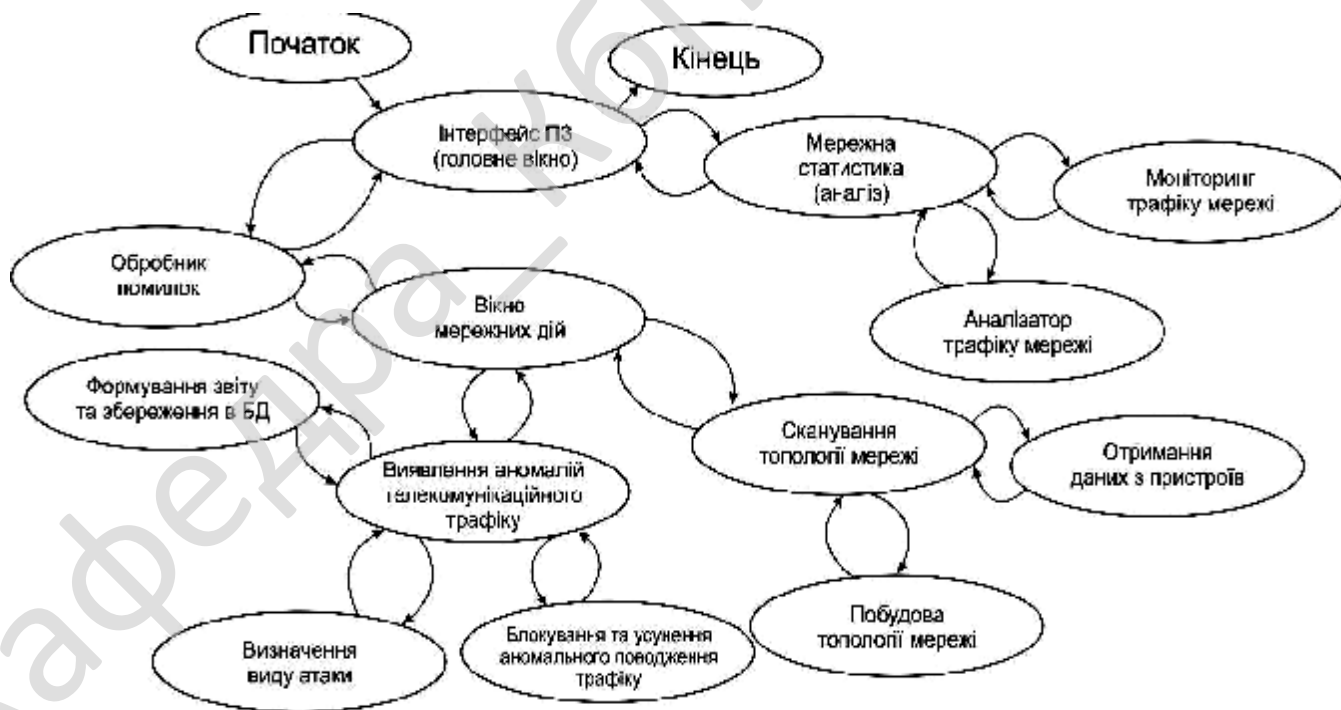 Початок
Кінець
Інтерфейс ПЗ
(головне вікно)
Мережна
статистика
(аналіз)
Моніторинг
трафіку мережі
Обробник
помилок
Вікно
мережних дій
Аналізатор
трафіку мережі
Формування звіту
та збереження в БД
Сканування
топології мережі
Отримання
даних з пристроїв
Виявлення аномалій
телекомунікаційного
трафіку
Побудова
топології мережі
Визначення
виду атаки
Блокування та усунення
аномального поводження
трафіку